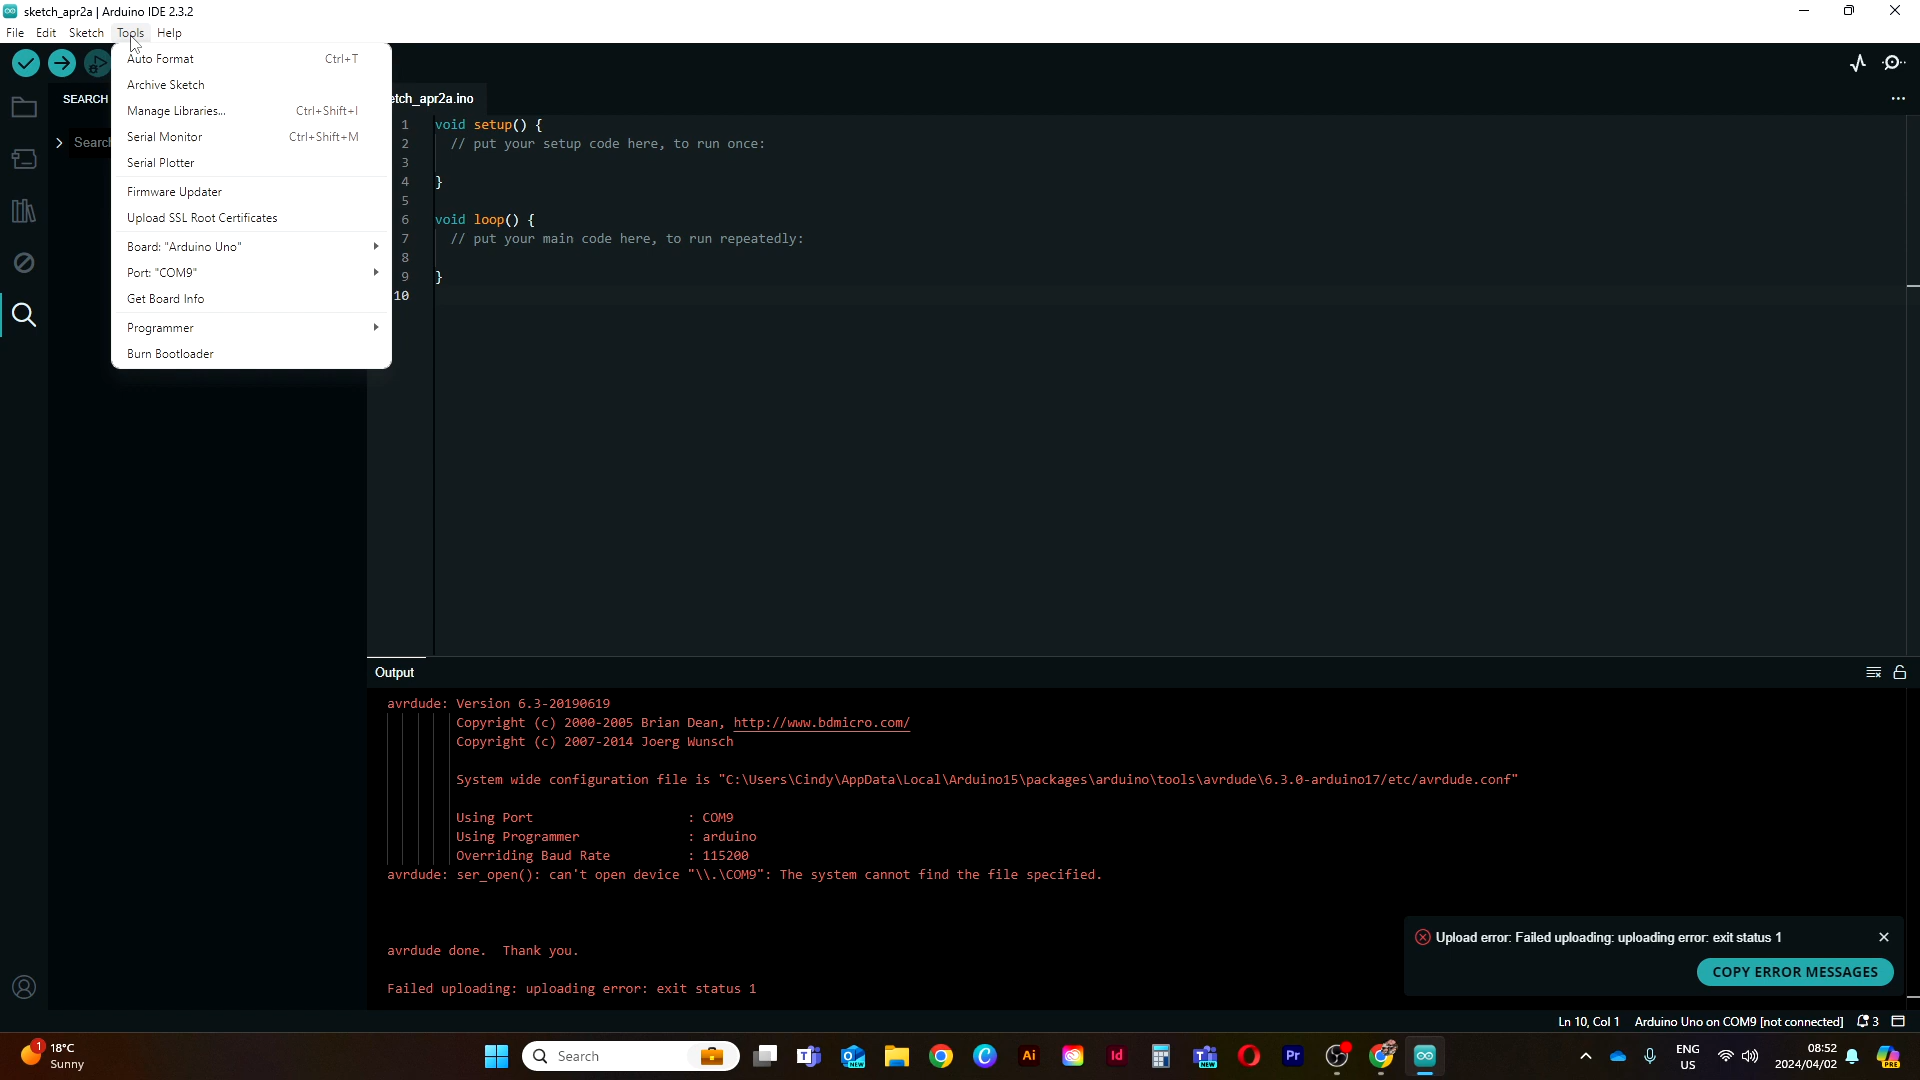 sketch_apr2a | Arduino IDE 2.3.2
File Edit Sketch Tools Help
Auto Format Ctrl+T
Archive Sketch
Manage Libraries... Ctrl+Shift+I
Serial Monitor Ctrl+Shift+M
Serial Plotter
Firmware Updater
Upload SSL Root Certificates
Board: "Arduino Uno"
Port: "COM9"
Get Board Info
Programmer
Burn Bootloader
SEARCH
Search
etch_apr2a.ino
1 void setup() {
2 // put your setup code here, to run once:
3
4 }
5
6 void loop() {
7 // put your main code here, to run repeatedly:
8
9 }
10
Output
avrdude: Version 6.3-20190619
Copyright (c) 2000-2005 Brian Dean, http://www.bdmicro.com/
Copyright (c) 2007-2014 Joerg Wunsch
System wide configuration file is "C:\Users\Cindy\AppData\Local\Arduino15\packages\arduino\tools\avrdude\6.3.0-arduino17/etc/avrdude.conf"
Using Port : COM9
Using Programmer : arduino
Overriding Baud Rate : 115200
avrdude: ser_open(): can't open device "\\.\COM9": The system cannot find the file specified.
avrdude done.  Thank you.
Failed uploading: uploading error: exit status 1
Upload error: Failed uploading: uploading error: exit status 1
COPY ERROR MESSAGES
Ln 10, Col 1 Arduino Uno on COM9 [not connected] 3
1
18°C
Sunny
Search
NEW
Ai
Id
NEW
Pr
ENG
US
08:52
2024/04/02
PRE